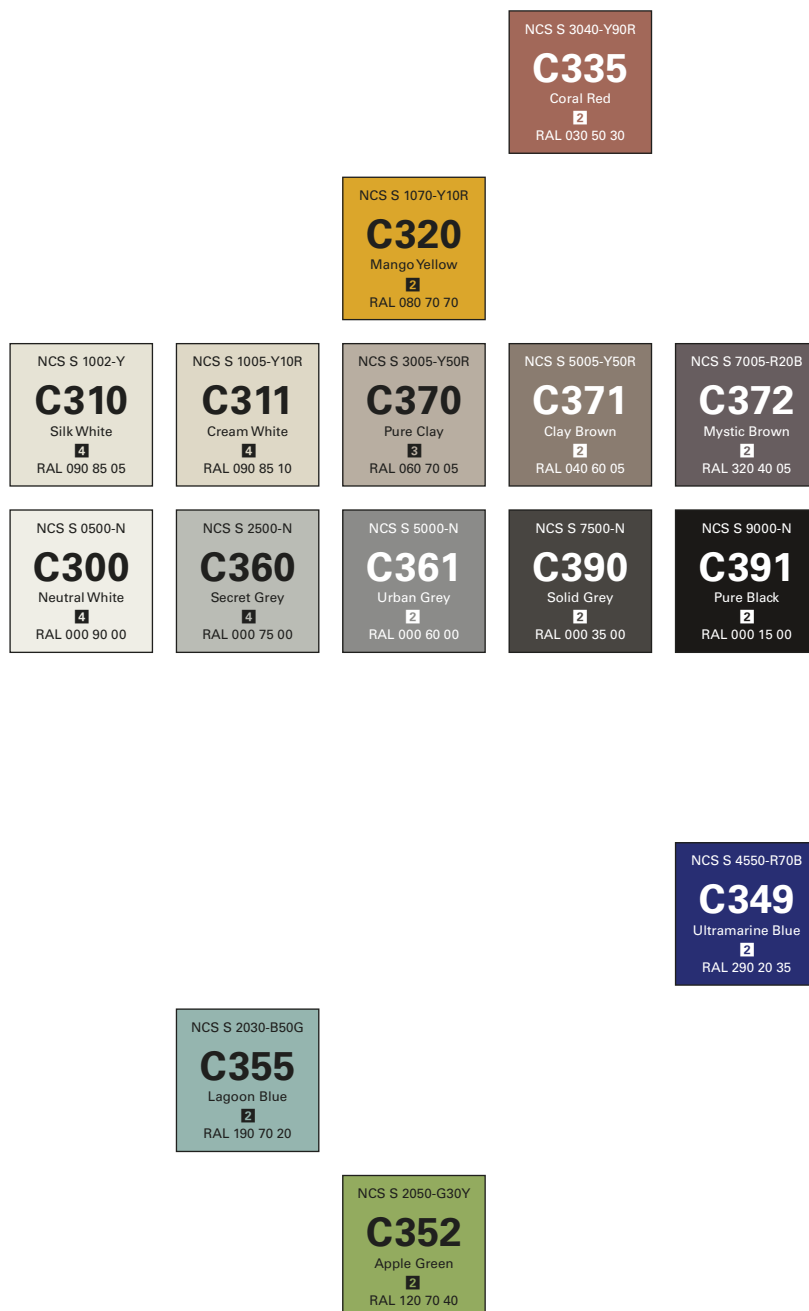 NCS S 3040-Y90R
C335
Coral Red
2
RAL 030 50 30
NCS S 1070-Y10R
C320
Mango Yellow
2
RAL 080 70 70
NCS S 1002-Y
C310
Silk White
4
RAL 090 85 05
NCS S 1005-Y10R
C311
Cream White
4
RAL 090 85 10
NCS S 3005-Y50R
C370
Pure Clay
3
RAL 060 70 05
NCS S 5005-Y50R
C371
Clay Brown
2
RAL 040 60 05
NCS S 7005-R20B
C372
Mystic Brown
2
RAL 320 40 05
NCS S 0500-N
C300
Neutral White
4
RAL 000 90 00
NCS S 2500-N
C360
Secret Grey
4
RAL 000 75 00
NCS S 5000-N
C361
Urban Grey
2
RAL 000 60 00
NCS S 7500-N
C390
Solid Grey
2
RAL 000 35 00
NCS S 9000-N
C391
Pure Black
2
RAL 000 15 00
NCS S 4550-R70B
C349
Ultramarine Blue
2
RAL 290 20 35
NCS S 2030-B50G
C355
Lagoon Blue
2
RAL 190 70 20
NCS S 2050-G30Y
C352
Apple Green
2
RAL 120 70 40